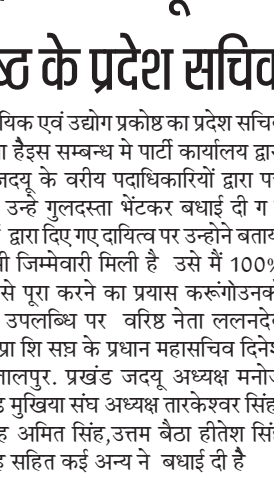 ष्ठ के प्रदेश सचिव
यिक एवं उद्योग प्रकोष्ठ का प्रदेश सचि
ा हैैइस सम्बन्ध मे पार्टी कार्यालय द्वा
जदयू के वरीय पदाधिकारियों द्वारा प
उन्हे गुलदस्ता भेंटकर बधाई दी ग
द्वारा दिए गए दायित्व पर उन्होने बताय
ी जिम्मेवारी मिली है उसे मैं 100%
से पूरा करने का प्रयास करूंगोउनक
उपलब्धि पर वरिष्ठ नेता ललनदे
प्रा शि सघ़ के प्रधान महासचिव दिने
तालपुर. प्रखंड जदयू अध्यक्ष मनो
मुखिया संघ अध्यक्ष तारकेश्वर सिंह
ह अमित सिंह,उत्तम बैठा हीतेश सिं
सहित कई अन्य ने बधाई दी हैै